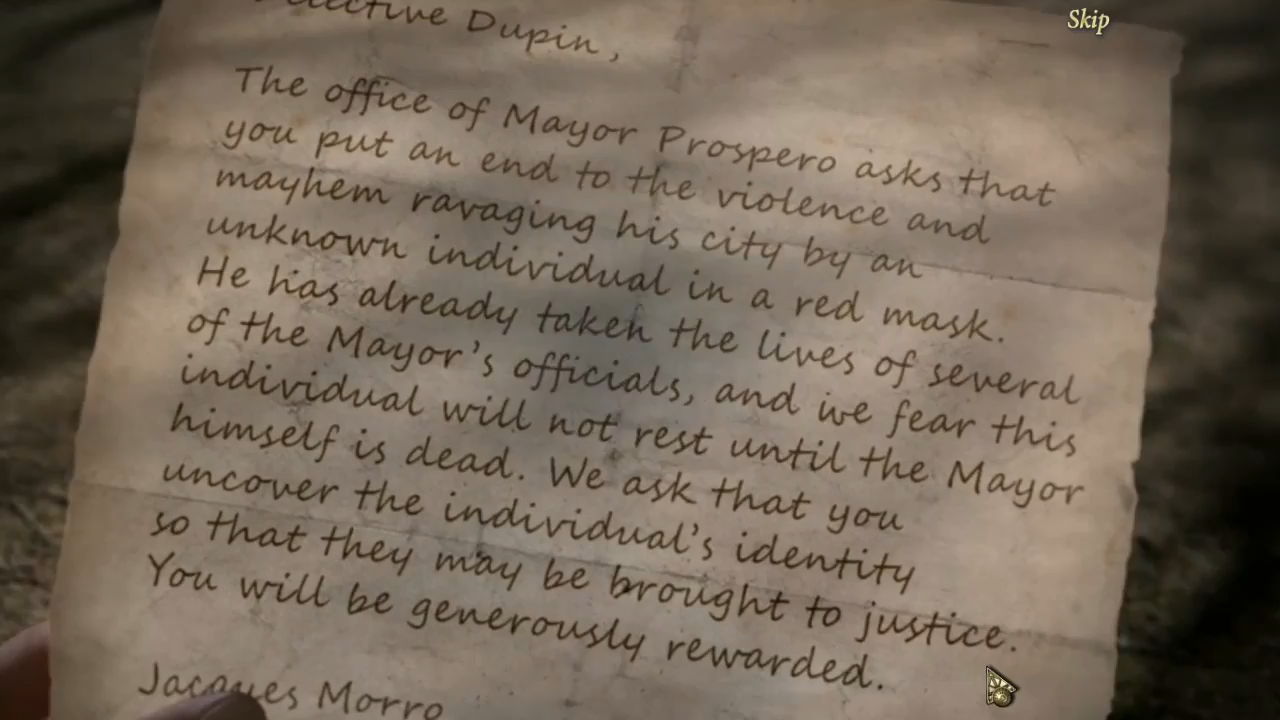 Skip
Detective Dupin,
The office of Mayor Prospero asks that
you put an end to the violence and
mayhem ravaging his city by an
unknown individual in a red mask.
He has already taken the lives of several
of the Mayor's officials, and we fear this
individual will not rest until the Mayor
himself is dead. We ask that you
uncover the individual's identity
so that they may be brought to justice.
You will be generously rewarded.
Jacques Morro